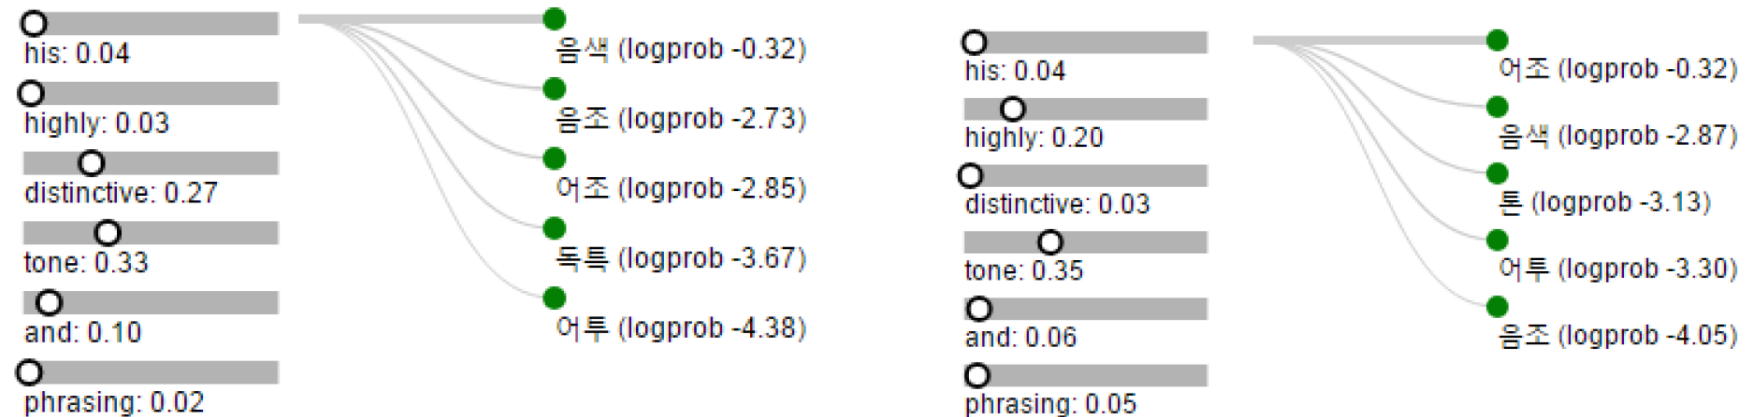 his: 0.04
highly: 0.03
distinctive: 0.27
tone: 0.33
and: 0.10
phrasing: 0.02
음색 (logprob -0.32)
음조 (logprob -2.73)
어조 (logprob -2.85)
독특 (logprob -3.67)
어투 (logprob -4.38)
his: 0.04
highly: 0.20
distinctive: 0.03
tone: 0.35
and: 0.06
phrasing: 0.05
어조 (logprob -0.32)
음색 (logprob -2.87)
톤 (logprob -3.13)
어투 (logprob -3.30)
음조 (logprob -4.05)